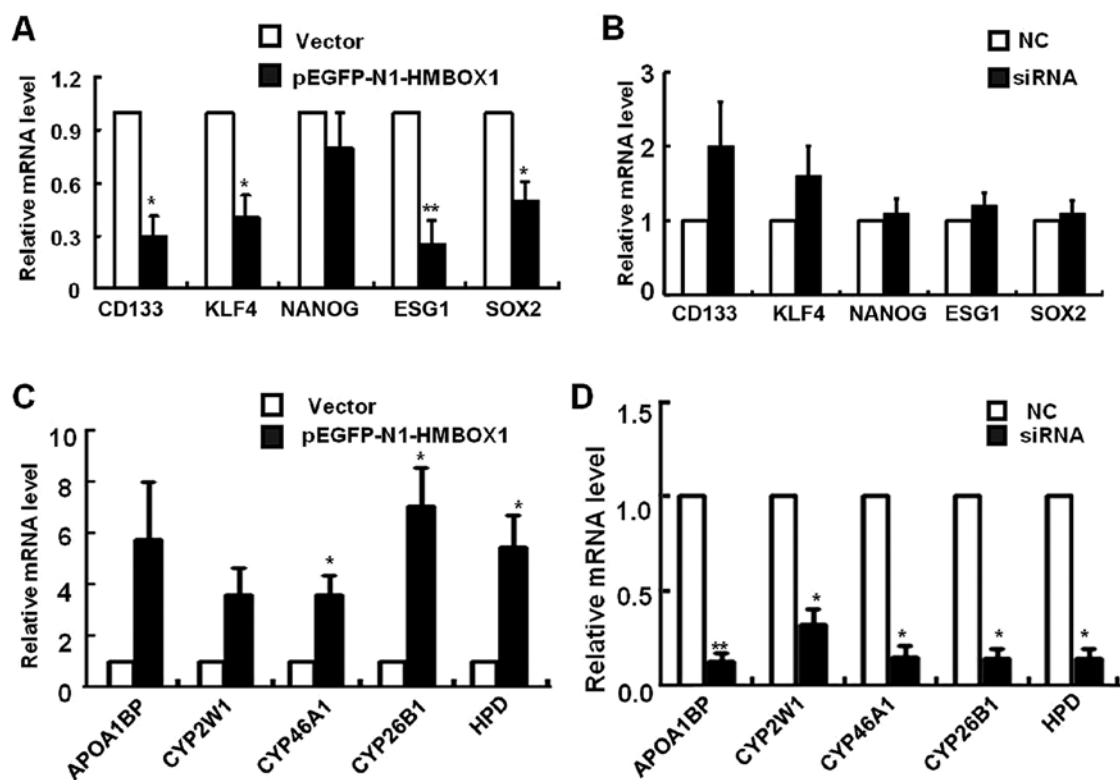 A
Vector
pEGFP-N1-HMBOX1
Relative mRNA level
1.2
0.9
0.6
0.3
0
*
*
**
*
CD133 KLF4 NANOG ESG1 SOX2
B
NC
siRNA
Relative mRNA level
3
2
1
0
CD133 KLF4 NANOG ESG1 SOX2
C
Vector
pEGFP-N1-HMBOX1
Relative mRNA level
10
8
6
4
2
0
*
*
*
APOA1BP CYP2W1 CYP46A1 CYP26B1 HPD
D
NC
siRNA
Relative mRNA level
1.5
1.0
0.5
0.0
**
*
*
*
*
APOA1BP CYP2W1 CYP46A1 CYP26B1 HPD